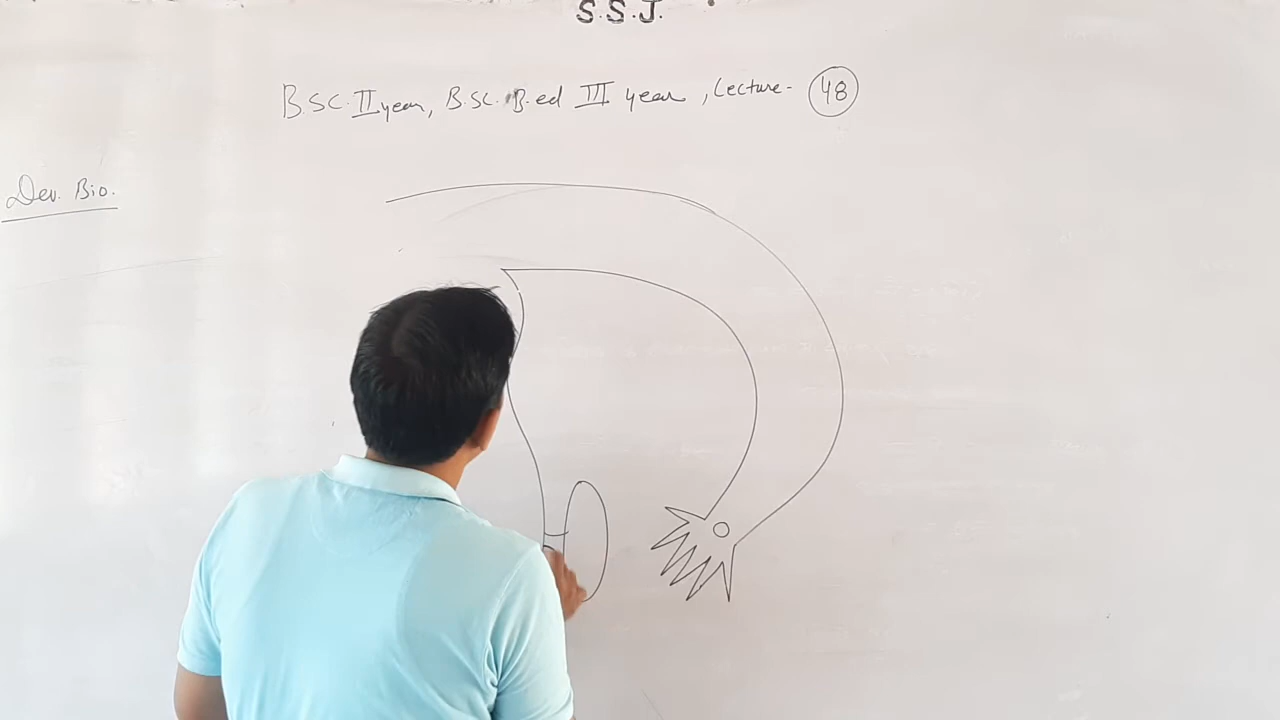 S.S.J.
B.SC. II year, B.SC. B.ed III year, Lecture- 48
Dev. Bio.